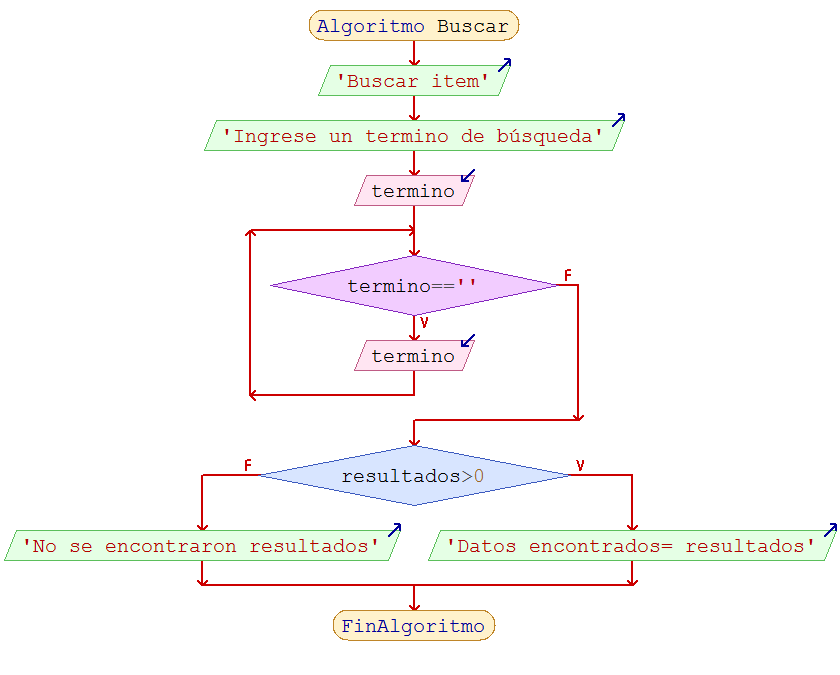 Algoritmo Buscar
'Buscar item'
'Ingrese un termino de búsqueda'
termino
termino==''
F
V
termino
F
resultados>0
V
'No se encontraron resultados'
'Datos encontrados= resultados'
FinAlgoritmo